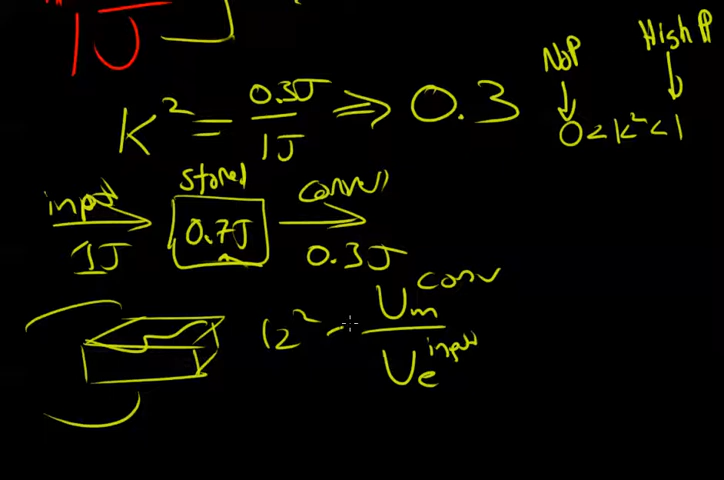 1J
NoP High P
K² = 0.3J / 1J ⇒ 0.3 0 < k² < 1
input stored conv
1J 0.7J 0.3J
k² = Um conv / Ue input